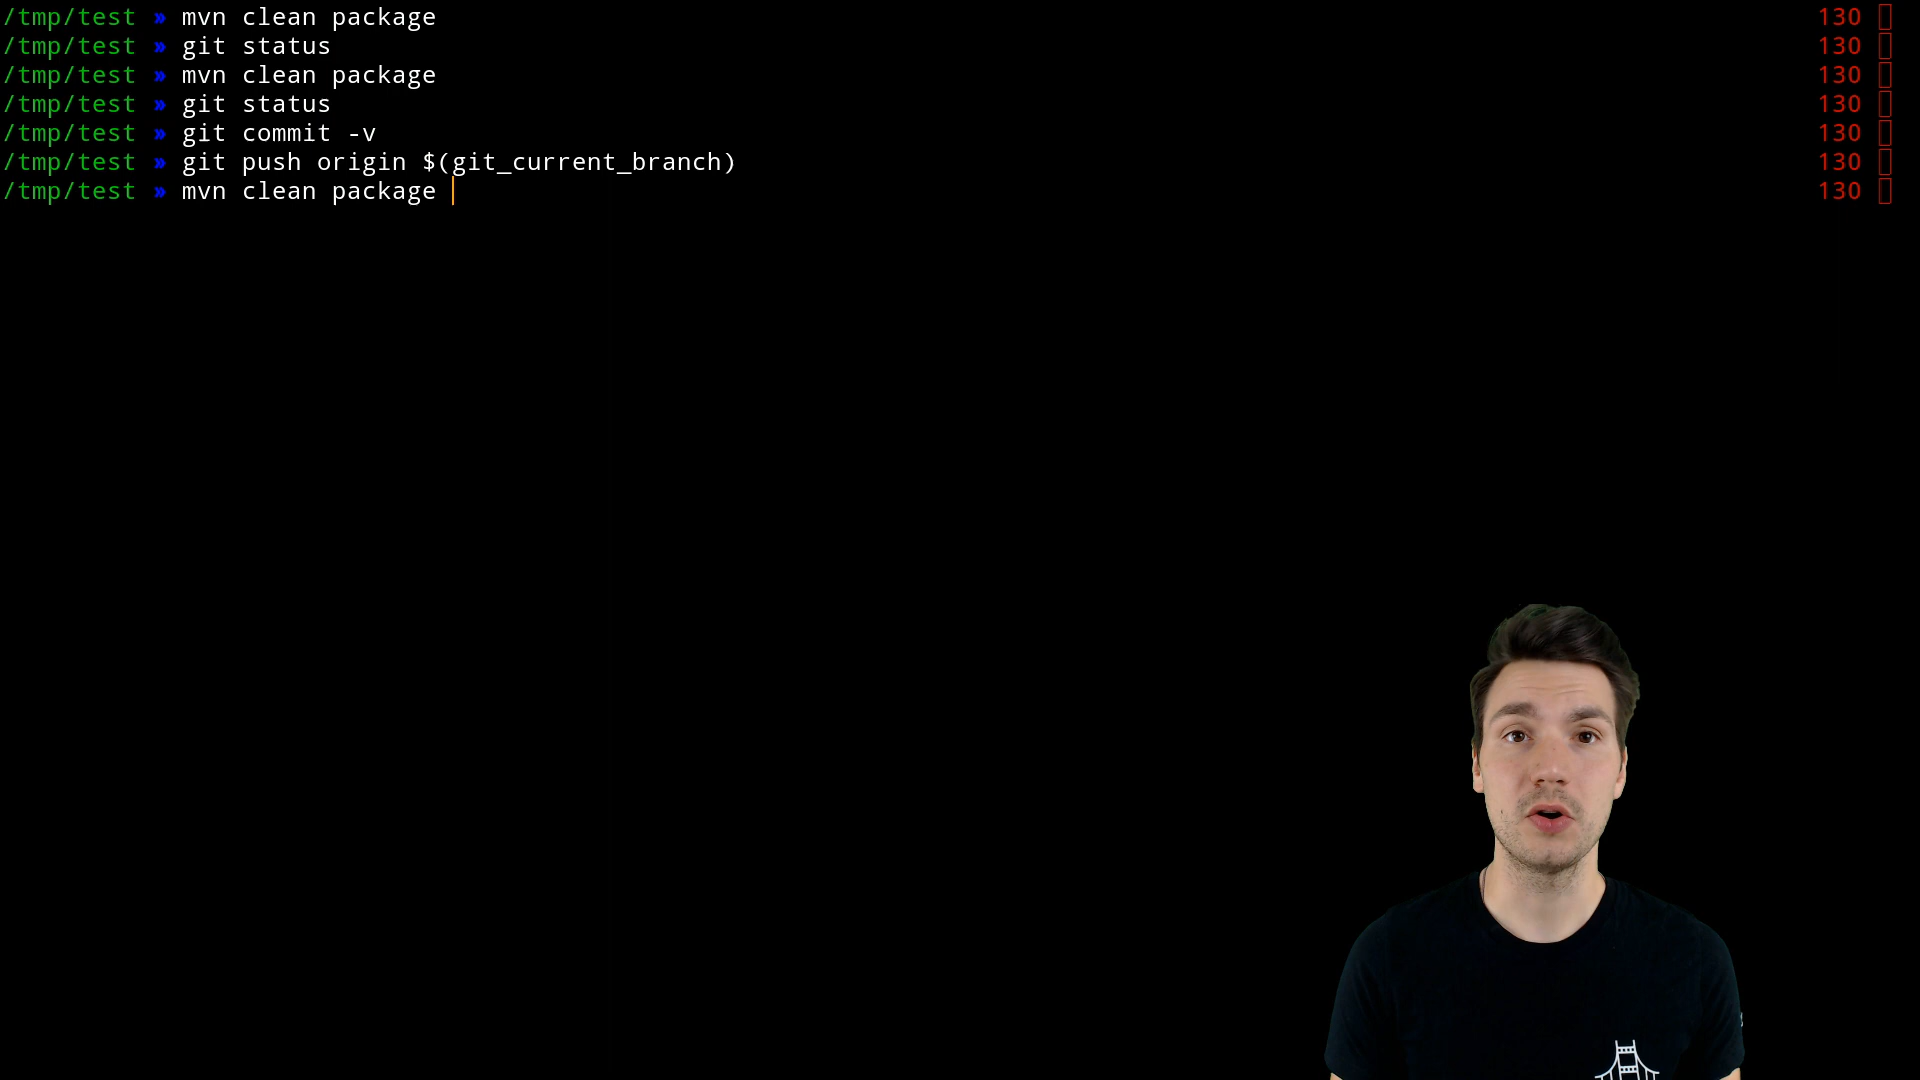 /tmp/test » mvn clean package 130
/tmp/test » git status 130
/tmp/test » mvn clean package 130
/tmp/test » git status 130
/tmp/test » git commit -v 130
/tmp/test » git push origin $(git_current_branch) 130
/tmp/test » mvn clean package 130